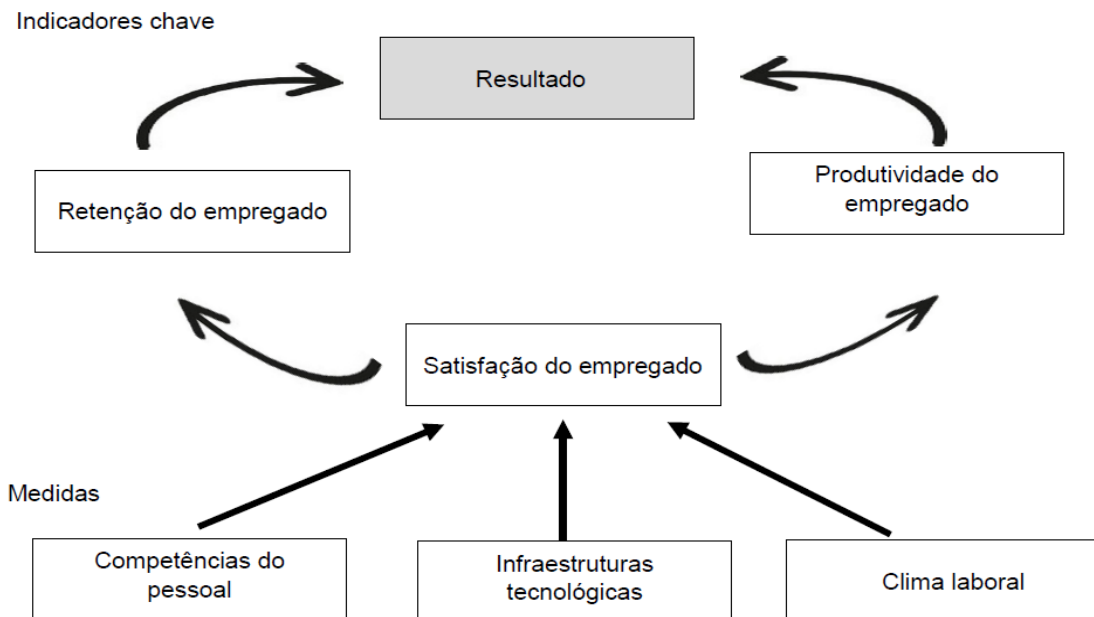 Indicadores chave
Resultado
Retenção do empregado
Produtividade do
empregado
Satisfação do empregado
Medidas
Competências do
pessoal
Infraestruturas
tecnológicas
Clima laboral